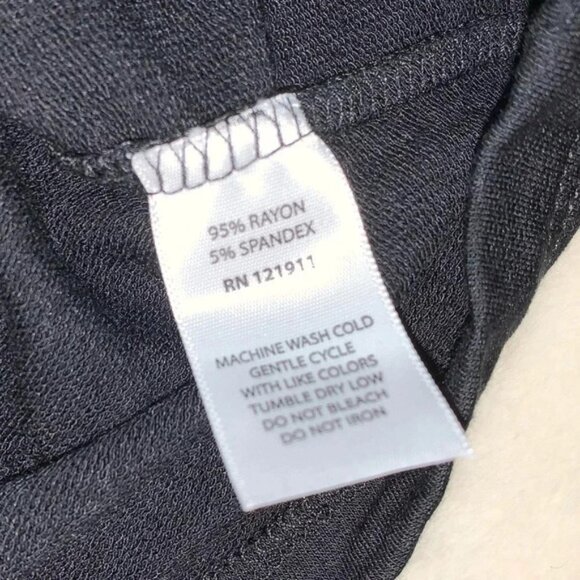 95% RAYON
5% SPANDEX
RN 121911
MACHINE WASH COLD
GENTLE CYCLE
WITH LIKE COLORS
TUMBLE DRY LOW
DO NOT BLEACH
DO NOT IRON